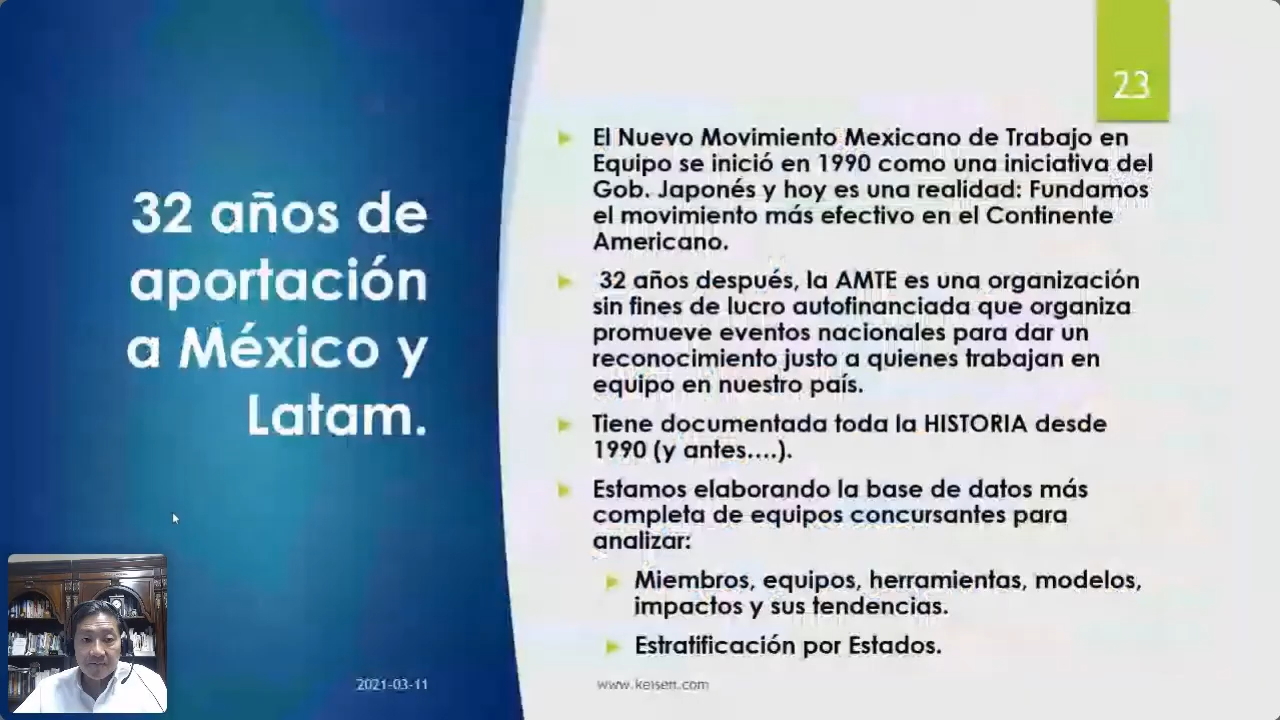 23
32 años de
aportación
a México y
Latam.
El Nuevo Movimiento Mexicano de Trabajo en
Equipo se inició en 1990 como una iniciativa del
Gob. Japonés y hoy es una realidad: Fundamos
el movimiento más efectivo en el Continente
Americano.
32 años después, la AMTE es una organización
sin fines de lucro autofinanciada que organiza
promueve eventos nacionales para dar un
reconocimiento justo a quienes trabajan en
equipo en nuestro país.
Tiene documentada toda la HISTORIA desde
1990 (y antes....).
Estamos elaborando la base de datos más
completa de equipos concursantes para
analizar:
Miembros, equipos, herramientas, modelos,
impactos y sus tendencias.
Estratificación por Estados.
2021-03-11
www.keisen.com